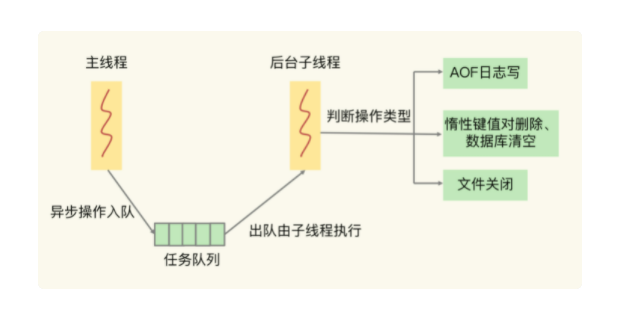 主线程
后台子线程
AOF日志写
判断操作类型
惰性键值对删除、
数据库清空
文件关闭
异步操作入队
出队由子线程执行
任务队列